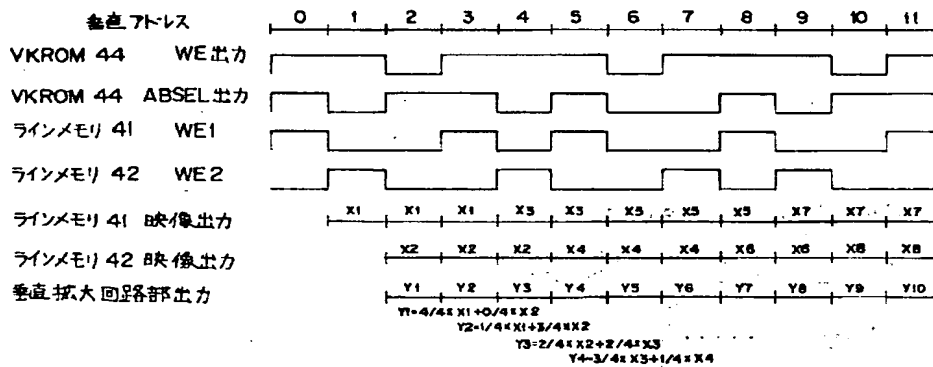 垂直アドレス 0 1 2 3 4 5 6 7 8 9 10 11
VKROM 44 WE出力
VKROM 44 ABSEL出力
ラインメモリ 41 WE1
ラインメモリ 42 WE2
ラインメモリ 41 映像出力 X1 X1 X1 X3 X3 X5 X5 X5 X7 X7 X7
ラインメモリ 42 映像出力 X2 X2 X2 X4 X4 X4 X6 X6 X8 X8
垂直拡大回路部出力 Y1 Y2 Y3 Y4 Y5 Y6 Y7 Y8 Y9 Y10
Y1=4/4*X1+0/4*X2
Y2=1/4*X1+3/4*X2
Y3=2/4*X2+2/4*X3
Y4=3/4*X3+1/4*X4